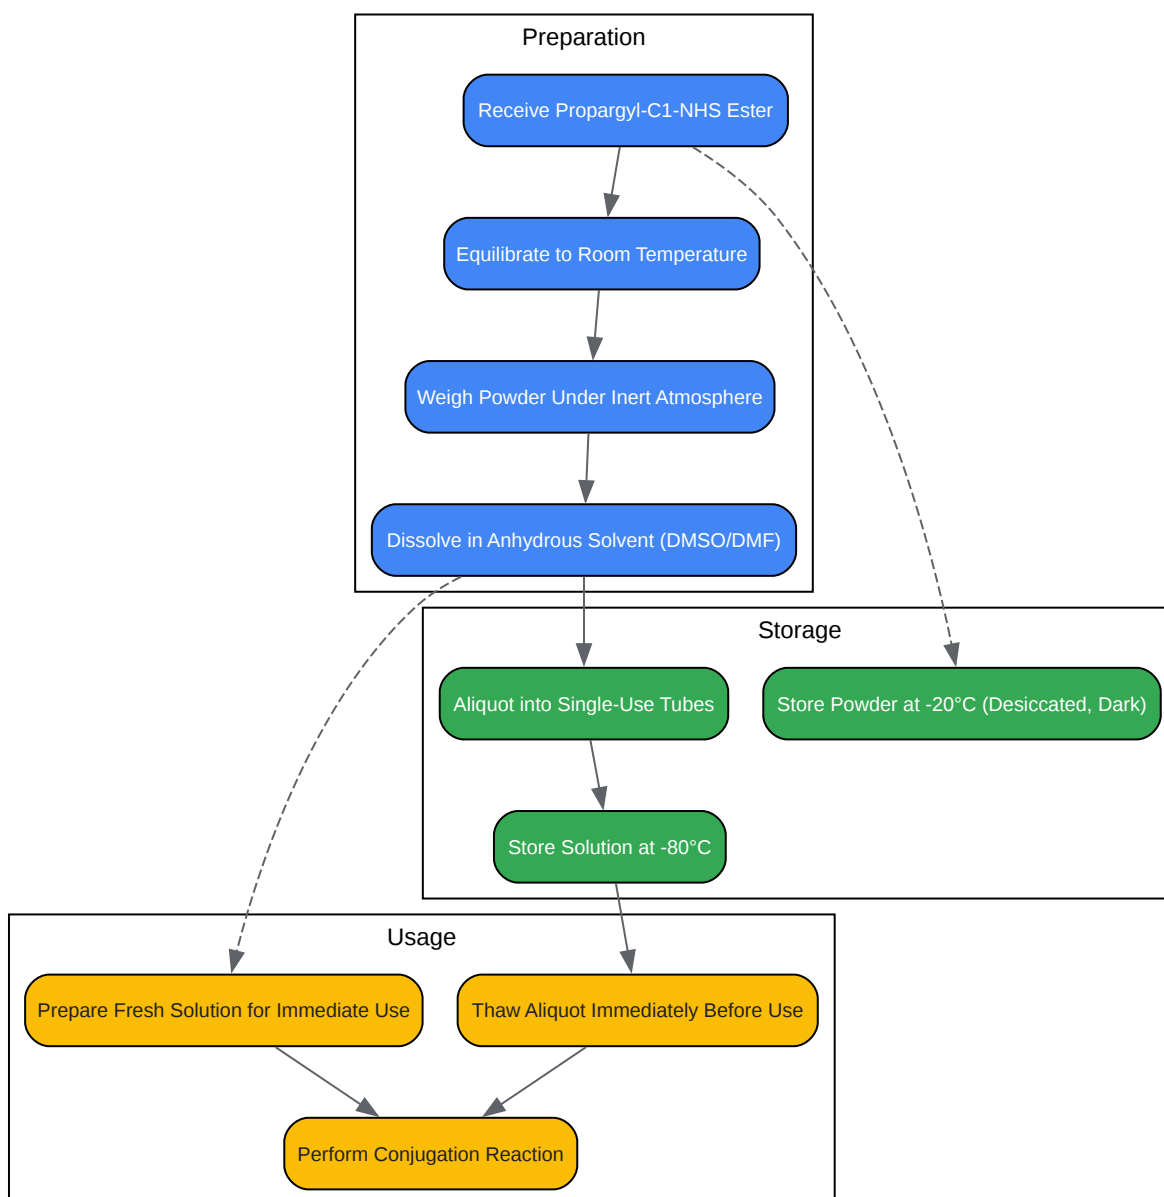 Preparation
Receive Propargyl-C1-NHS Ester
Equilibrate to Room Temperature
Weigh Powder Under Inert Atmosphere
Dissolve in Anhydrous Solvent (DMSO/DMF)
Storage
Aliquot into Single-Use Tubes
Store Powder at -20°C (Desiccated, Dark)
Store Solution at -80°C
Usage
Prepare Fresh Solution for Immediate Use
Thaw Aliquot Immediately Before Use
Perform Conjugation Reaction